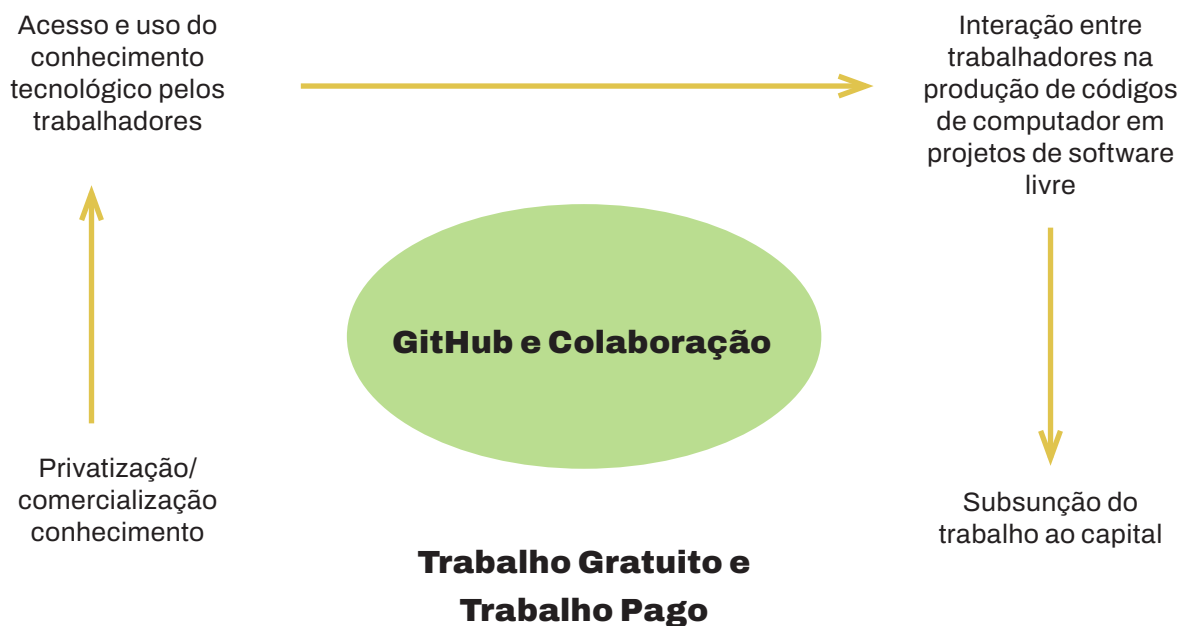 Acesso e uso do
conhecimento
tecnológico pelos
trabalhadores
Interação entre
trabalhadores na
produção de códigos
de computador em
projetos de software
livre
GitHub e Colaboração
Privatização/
comercialização
conhecimento
Subsunção do
trabalho ao capital
Trabalho Gratuito e
Trabalho Pago